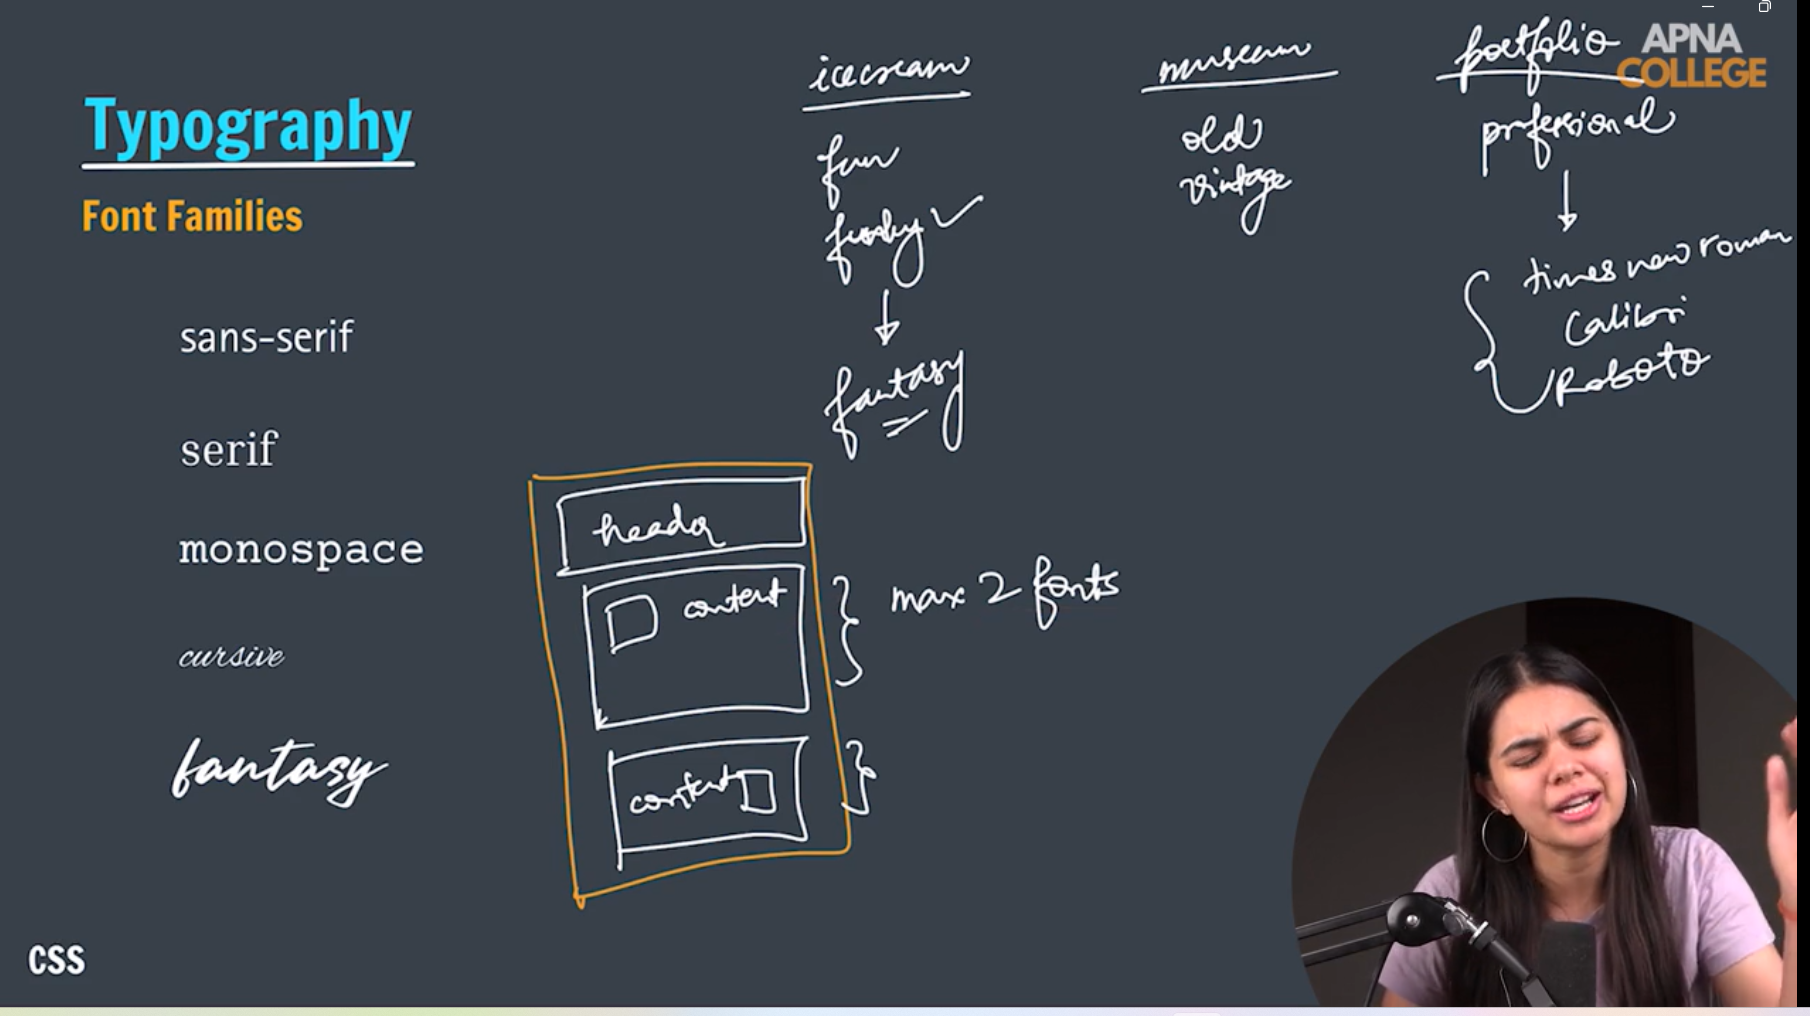 Typography
Font Families
sans-serif
serif
monospace
cursive
fantasy
CSS
icecream
fun
funky
fantasy
museum
old
vintage
portfolio
professional
times new roman
Calibri
Roboto
header
content
max 2 fonts
content
APNA
COLLEGE